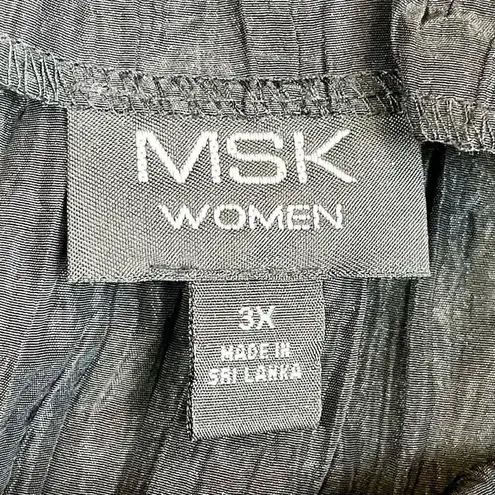 MSK
WOMEN
3X
MADE IN
SRI LANKA